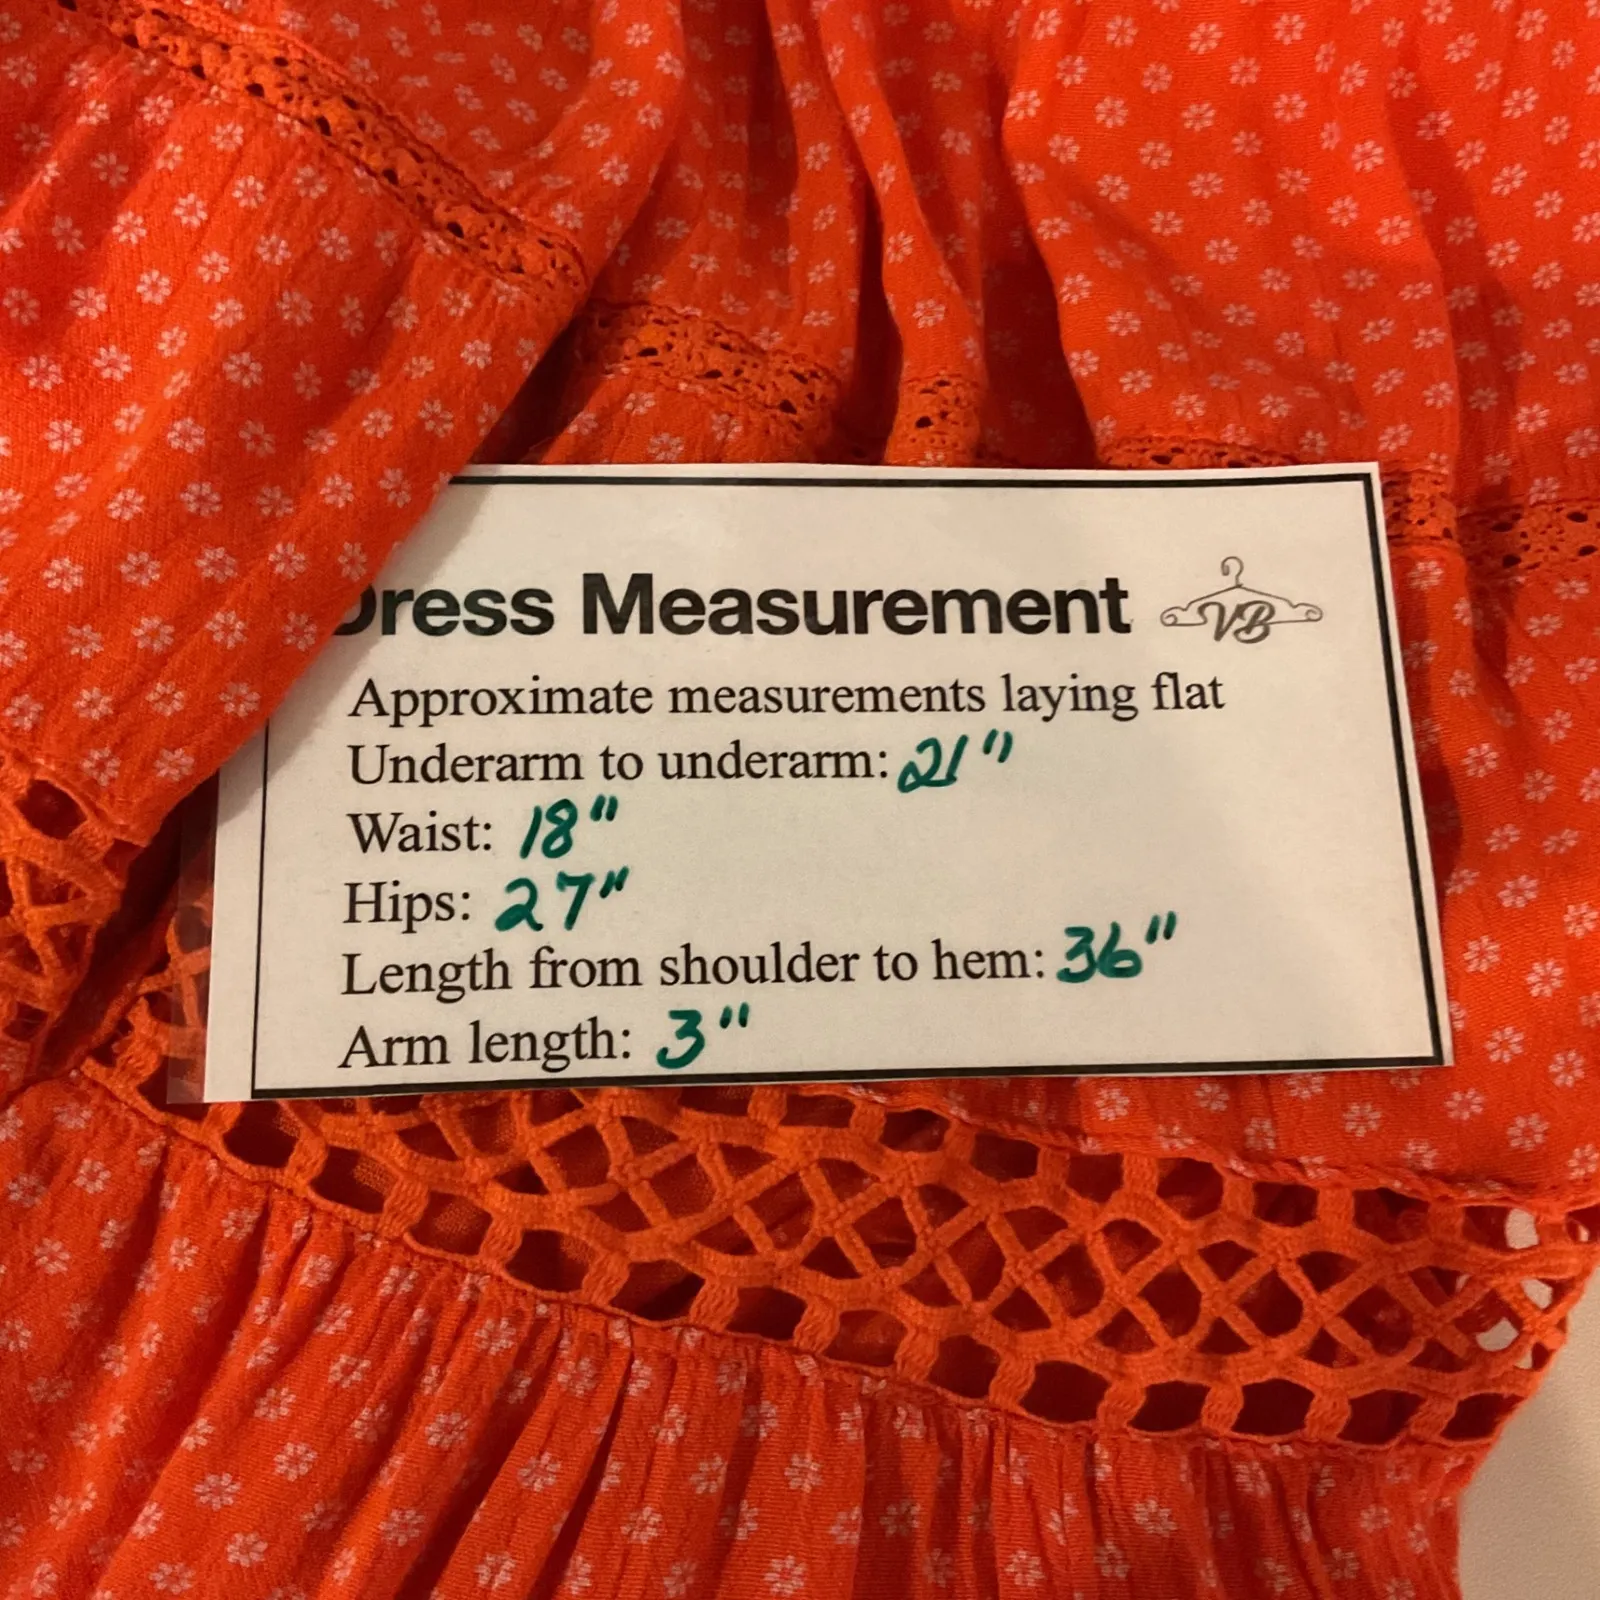 Dress Measurement VB
Approximate measurements laying flat
Underarm to underarm: 21"
Waist: 18"
Hips: 27"
Length from shoulder to hem: 36"
Arm length: 3"